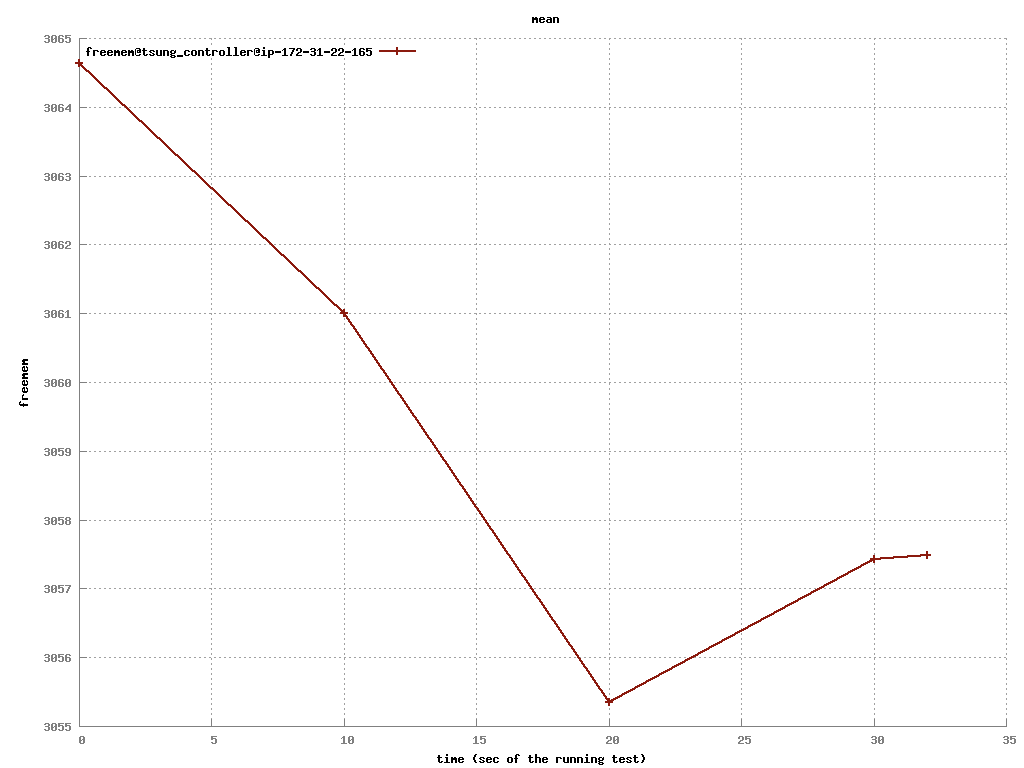 mean
3065
freemem@tsung_controller@ip-172-31-22-165
3064
3063
3062
3061
3060
3059
3058
3057
3056
3055
freemem
0 5 10 15 20 25 30 35
time (sec of the running test)